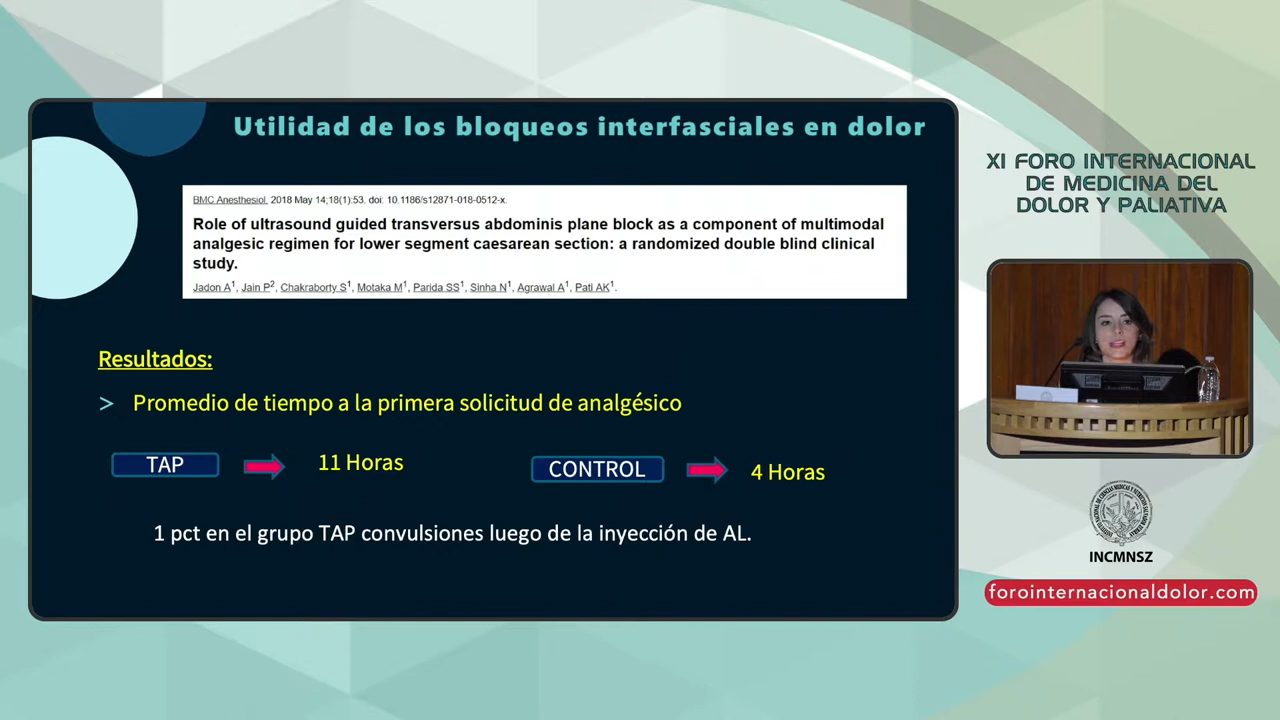 Utilidad de los bloqueos interfasciales en dolor
BMC Anesthesiol. 2018 May 14;18(1):53. doi: 10.1186/s12871-018-0512-x.
Role of ultrasound guided transversus abdominis plane block as a component of multimodal
analgesic regimen for lower segment caesarean section: a randomized double blind clinical
study.
Jadon A1, Jain P2, Chakraborty S1, Motaka M1, Parida SS1, Sinha N1, Agrawal A1, Pati AK1.
Resultados:
> Promedio de tiempo a la primera solicitud de analgésico
TAP 11 Horas CONTROL 4 Horas
1 pct en el grupo TAP convulsiones luego de la inyección de AL.
XI FORO INTERNACIONAL
DE MEDICINA DEL
DOLOR Y PALIATIVA
INCMNSZ
forointernacionaldolor.com